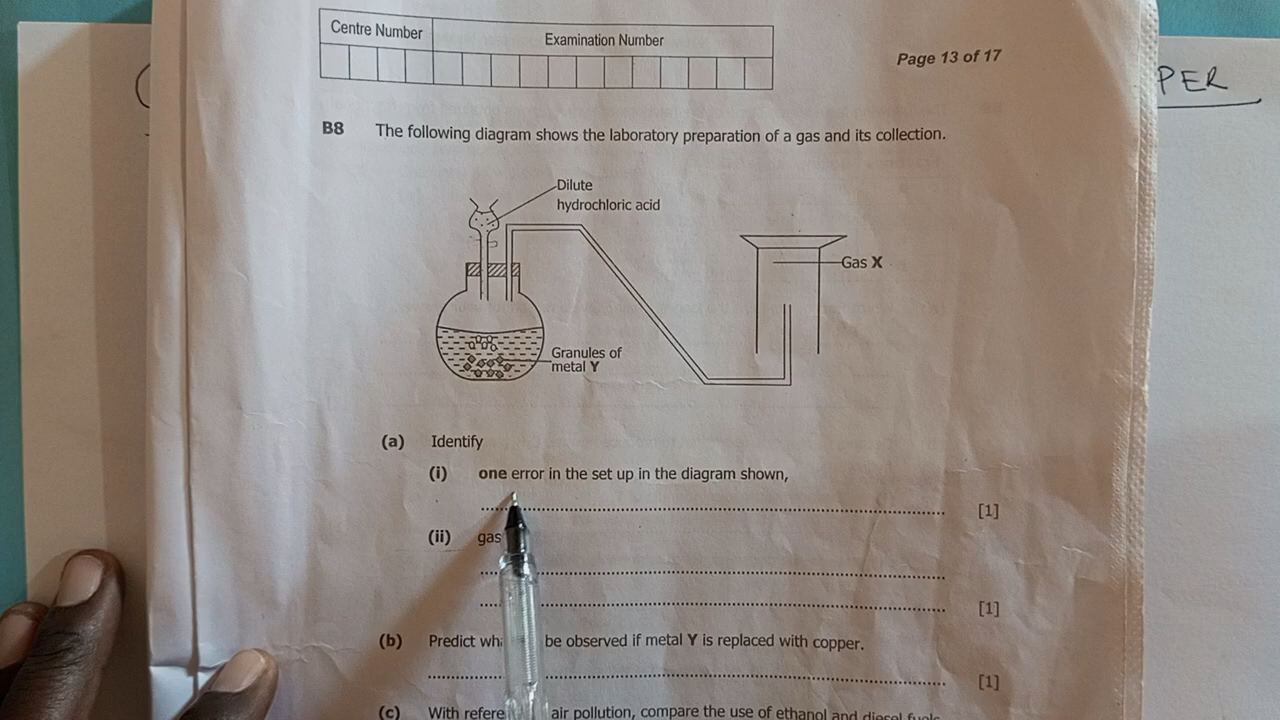 Centre Number Examination Number
Page 13 of 17
PER
B8 The following diagram shows the laboratory preparation of a gas and its collection.
Dilute
hydrochloric acid
Gas X
Granules of
metal Y
(a) Identify
(i) one error in the set up in the diagram shown,
[1]
(ii) gas
[1]
(b) Predict be observed if metal Y is replaced with copper.
[1]
(c) With air pollution, compare the use of ethanol and diesel fuels